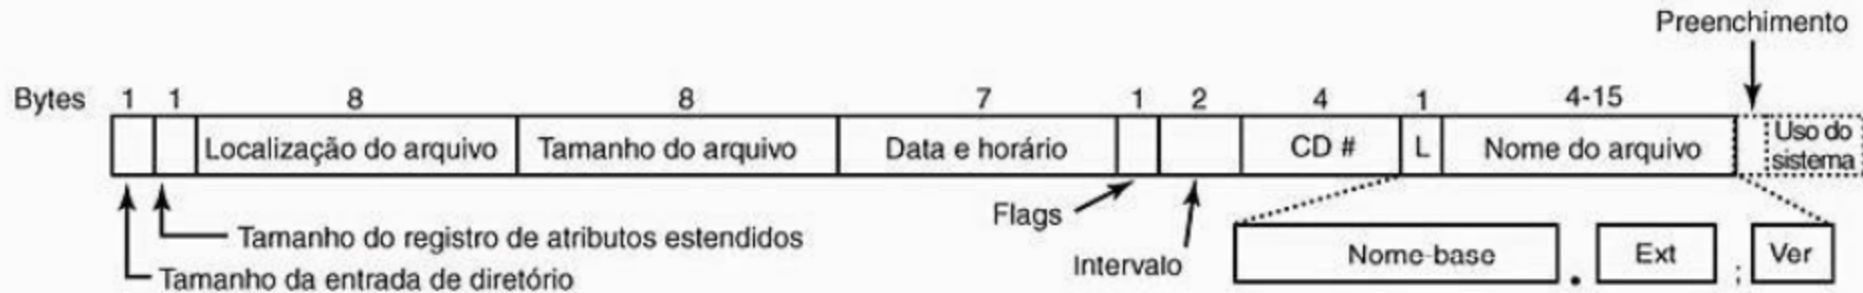 Preenchimento
Bytes 1 1 8 8 7 1 2 4 1 4-15
Localização do arquivo Tamanho do arquivo Data e horário CD # L Nome do arquivo Uso do
sistema
Flags
Tamanho do registro de atributos estendidos
Intervalo
Nome-base . Ext ; Ver
Tamanho da entrada de diretório